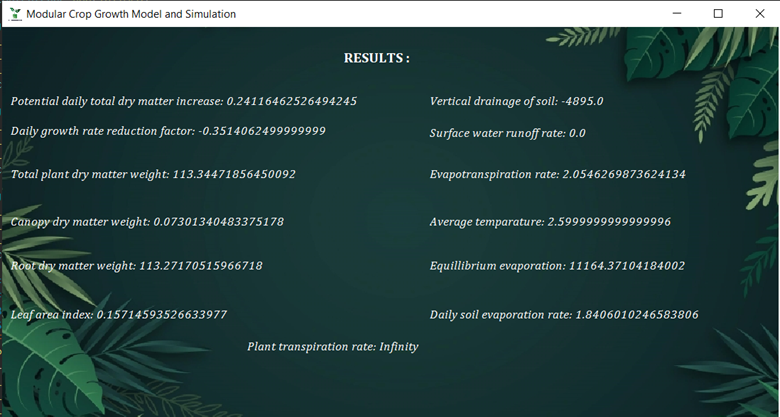 Modular Crop Growth Model and Simulation
RESULTS :
Potential daily total dry matter increase: 0.24116462526494245
Vertical drainage of soil: -4895.0
Daily growth rate reduction factor: -0.3514062499999999
Surface water runoff rate: 0.0
Total plant dry matter weight: 113.34471856450092
Evapotranspiration rate: 2.0546269873624134
Canopy dry matter weight: 0.07301340483375178
Average temparature: 2.5999999999999996
Root dry matter weight: 113.27170515966718
Equillibrium evaporation: 11164.37104184002
Leaf area index: 0.15714593526633977
Daily soil evaporation rate: 1.8406010246583806
Plant transpiration rate: Infinity